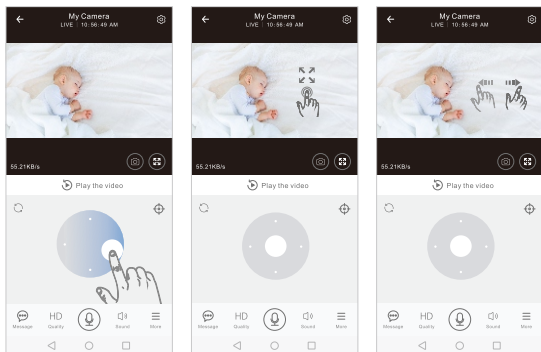 My Camera
LIVE | 10:56:49 AM
55.21KB/s
Play the video
HD
Message
Quality
Sound
More
My Camera
LIVE | 10:56:49 AM
55.21KB/s
Play the video
HD
Message
Quality
Sound
More
My Camera
LIVE | 10:56:49 AM
55.21KB/s
Play the video
HD
Message
Quality
Sound
More